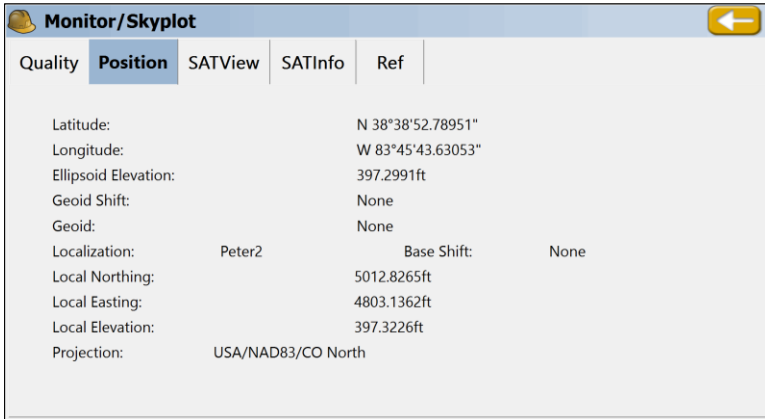 Monitor/Skyplot
Quality Position SATView SATInfo Ref
Latitude: N 38°38'52.78951"
Longitude: W 83°45'43.63053"
Ellipsoid Elevation: 397.2991ft
Geoid Shift: None
Geoid: None
Localization: Peter2 Base Shift: None
Local Northing: 5012.8265ft
Local Easting: 4803.1362ft
Local Elevation: 397.3226ft
Projection: USA/NAD83/CO North